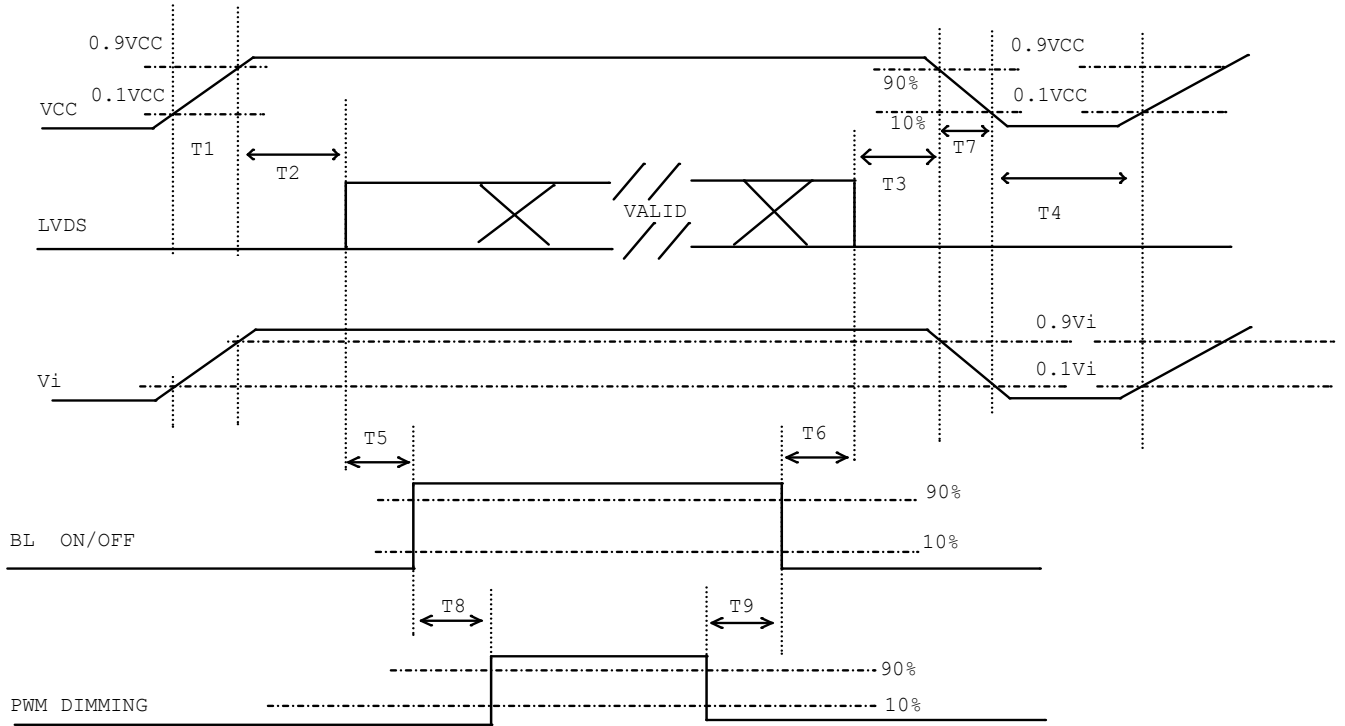 0.9VCC
0.9VCC
90%
VCC
0.1VCC
0.1VCC
10%
T1
T2
T7
T3
T4
LVDS
VALID
0.9Vi
0.1Vi
Vi
T5
T6
90%
BL ON/OFF
10%
T8
T9
90%
PWM DIMMING
10%